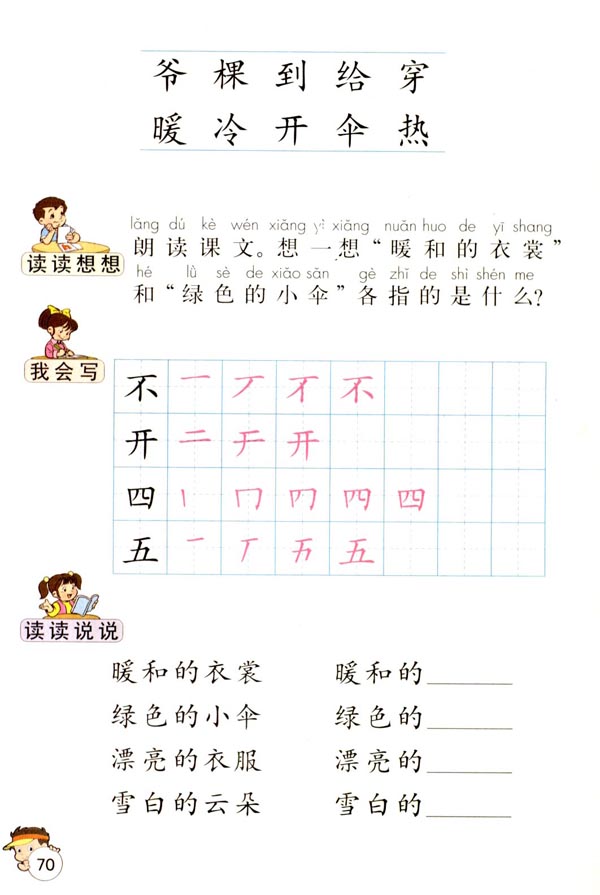 爷 棵 到 给 穿
暖 冷 开 伞 热
lǎng dú kè wén xiǎng yì xiǎng nuǎn huo de yī shang
朗读课文。想一想“暖和的衣裳”
读读想想
hé lǜ sè de xiǎo sǎn gè zhǐ de shì shén me
和“绿色的小伞”各指的是什么?
我会写
不 一 丆 不 不
开 二 开 开
四 丨 冂 四 四
五 一 丅 五 五
读读说说
暖和的衣裳 暖和的______
绿色的小伞 绿色的______
漂亮的衣服 漂亮的______
雪白的云朵 雪白的______
70